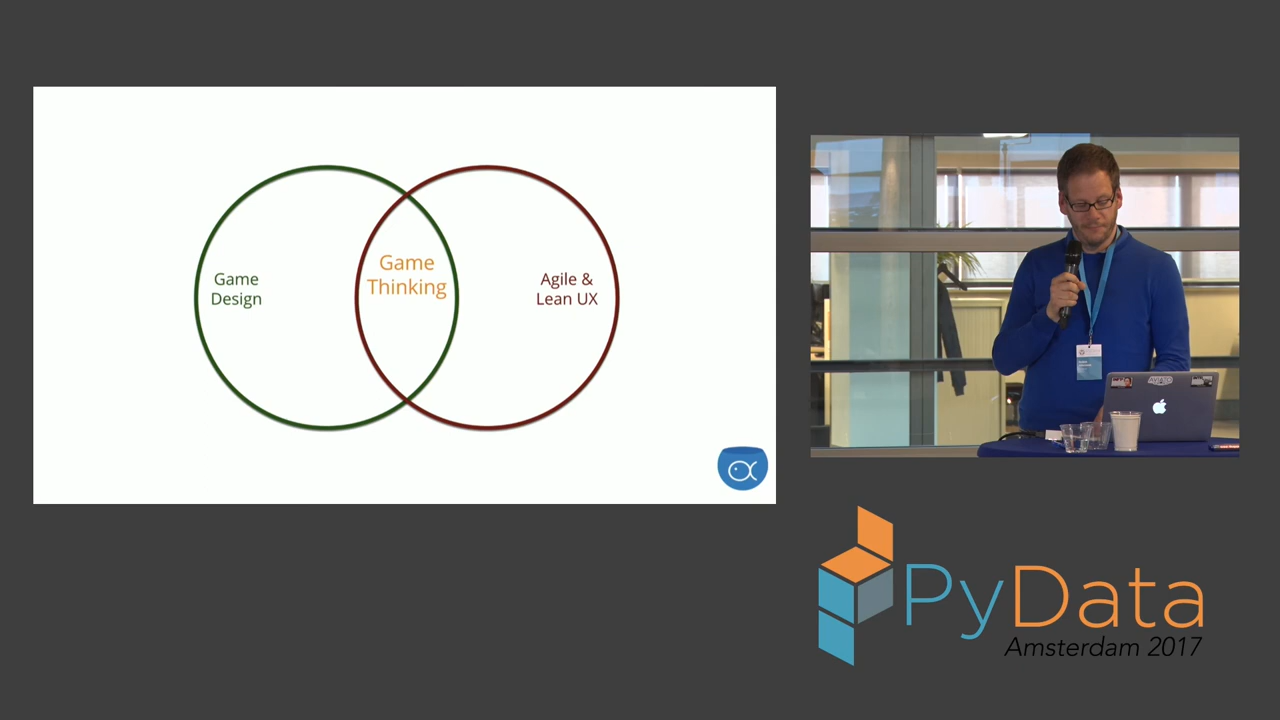 Game
Design
Game
Thinking
Agile &
Lean UX
PyData
Amsterdam 2017